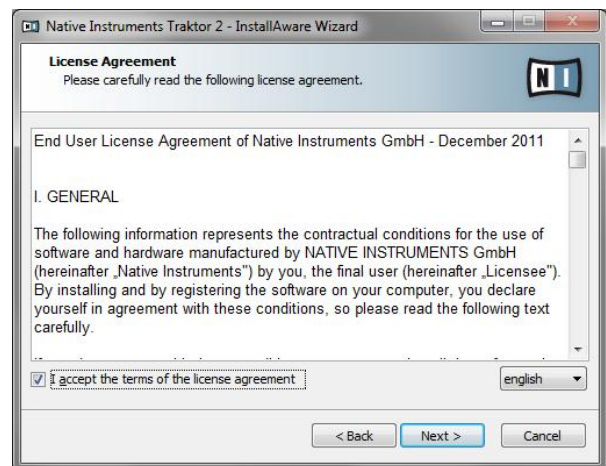 Native Instruments Traktor 2 - InstallAware Wizard
License Agreement
Please carefully read the following license agreement.
NI
End User License Agreement of Native Instruments GmbH - December 2011
I. GENERAL
The following information represents the contractual conditions for the use of
software and hardware manufactured by NATIVE INSTRUMENTS GmbH
(hereinafter „Native Instruments") by you, the final user (hereinafter „Licensee").
By installing and by registering the software on your computer, you declare
yourself in agreement with these conditions, so please read the following text
carefully.
I accept the terms of the license agreement
english
< Back
Next >
Cancel